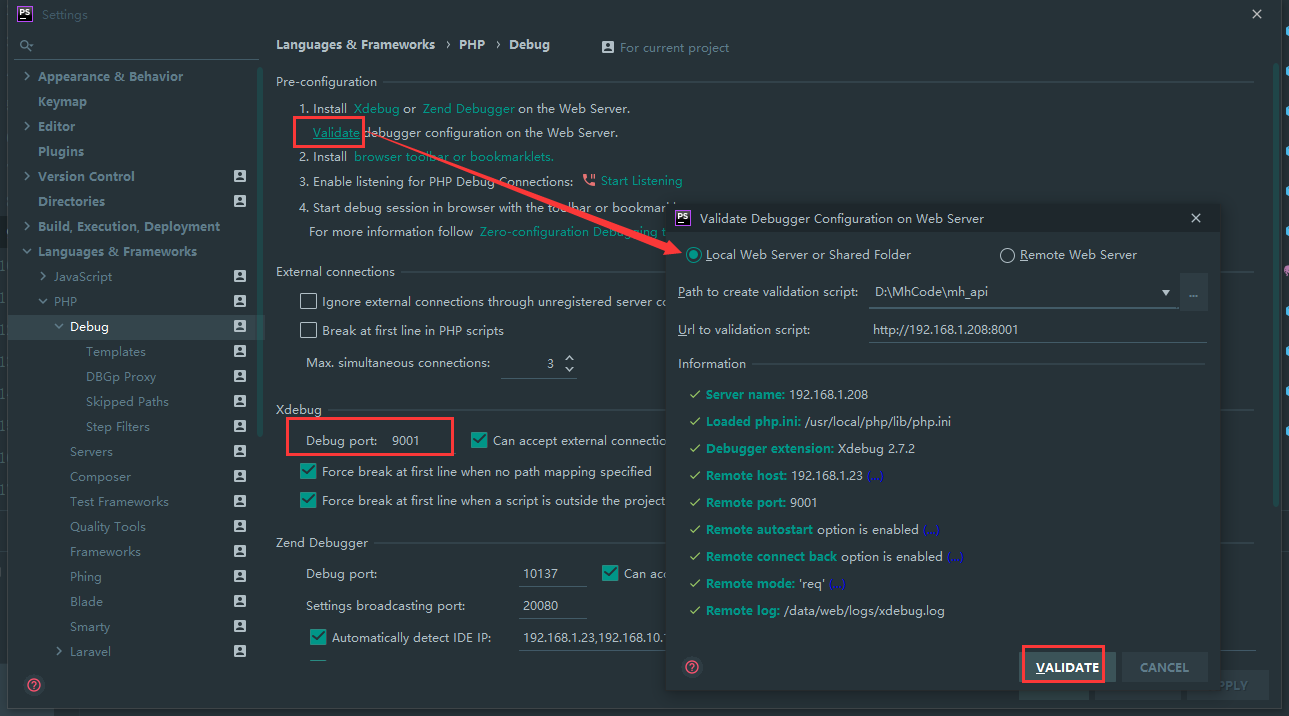 PS Settings
Languages & Frameworks › PHP › Debug For current project
Appearance & Behavior
Keymap
Editor
Plugins
Version Control
Directories
Build, Execution, Deployment
Languages & Frameworks
JavaScript
PHP
Debug
Templates
DBGp Proxy
Skipped Paths
Step Filters
Servers
Composer
Test Frameworks
Quality Tools
Frameworks
Phing
Blade
Smarty
Laravel
Pre-configuration
1. Install Xdebug or Zend Debugger on the Web Server.
Validate debugger configuration on the Web Server.
2. Install browser toolbar or bookmarklets.
3. Enable listening for PHP Debug Connections: Start Listening
4. Start debug session in browser with the toolbar or bookmarkl
For more information follow Zero-configuration Debugging t
External connections
Ignore external connections through unregistered server co
Break at first line in PHP scripts
Max. simultaneous connections: 3
Xdebug
Debug port: 9001 Can accept external connectio
Force break at first line when no path mapping specified
Force break at first line when a script is outside the project
Zend Debugger
Debug port: 10137 Can acc
Settings broadcasting port: 20080
Automatically detect IDE IP: 192.168.1.23,192.168.10.
PS Validate Debugger Configuration on Web Server
Local Web Server or Shared Folder Remote Web Server
Path to create validation script: D:\MhCode\mh_api ...
Url to validation script: http://192.168.1.208:8001
Information
Server name: 192.168.1.208
Loaded php.ini: /usr/local/php/lib/php.ini
Debugger extension: Xdebug 2.7.2
Remote host: 192.168.1.23 (...)
Remote port: 9001
Remote autostart option is enabled (...)
Remote connect back option is enabled (...)
Remote mode: 'req' (...)
Remote log: /data/web/logs/xdebug.log
VALIDATE CANCEL
PLY